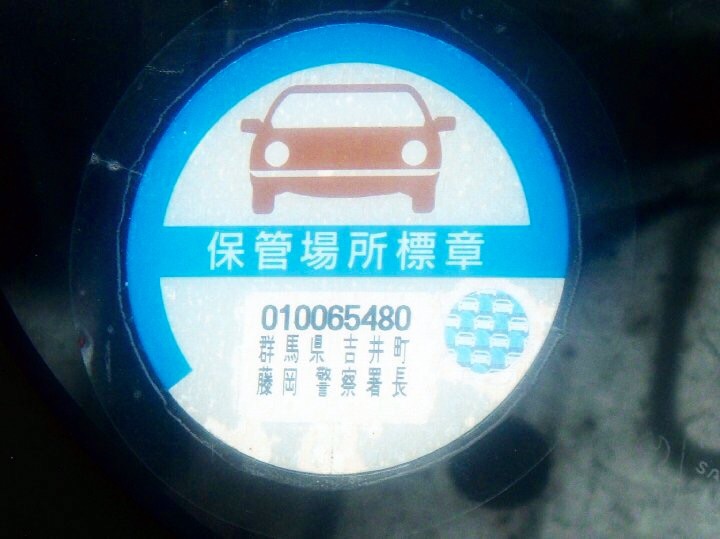 保管場所標章
010065480
群馬県 吉井町
藤岡 警察署長